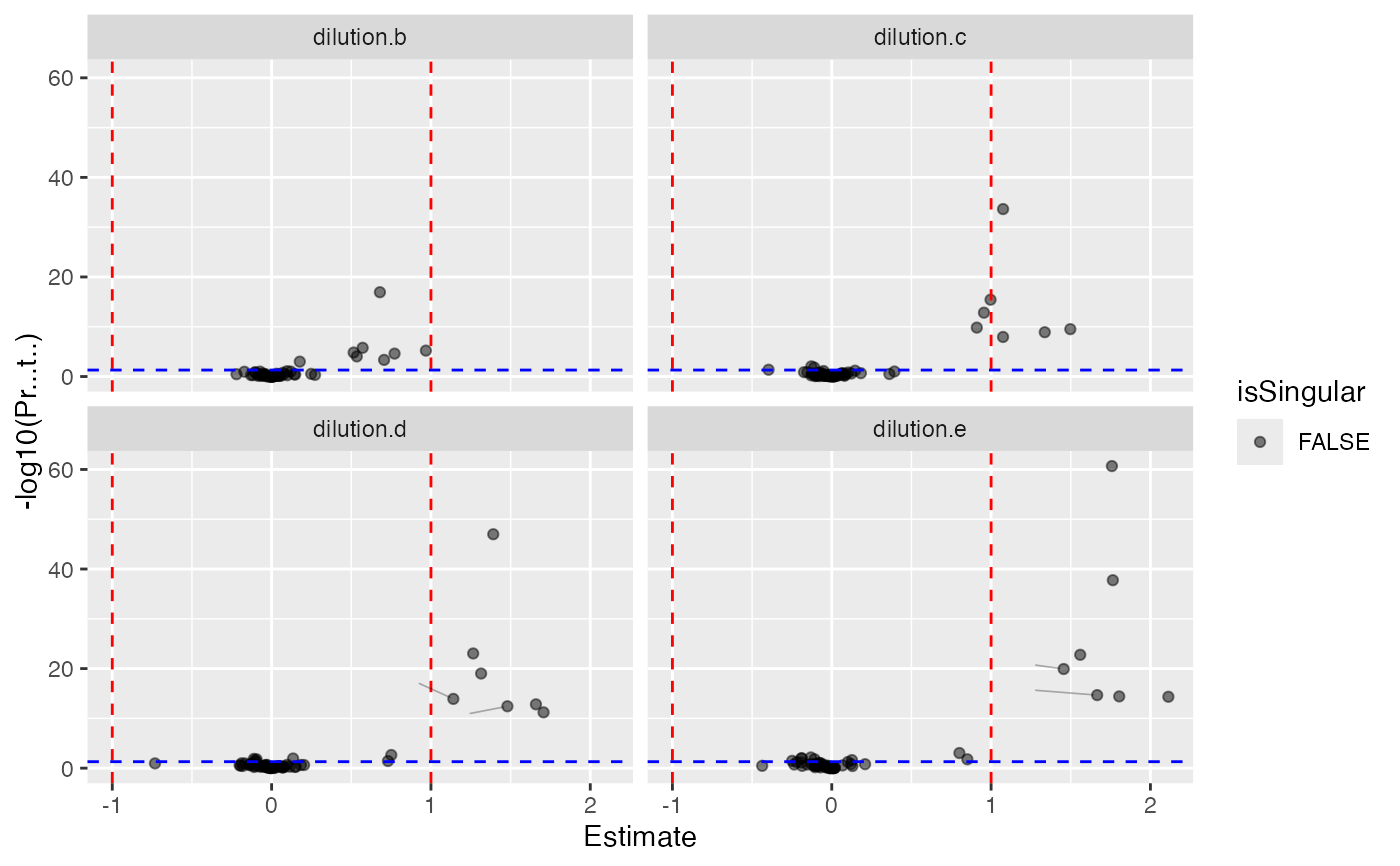 dilution.b
dilution.c
60
40
20
0
dilution.d
dilution.e
60
40
20
0
-1
0
1
2
-1
0
1
2
Estimate
-log10(Pr...t..)
isSingular
FALSE